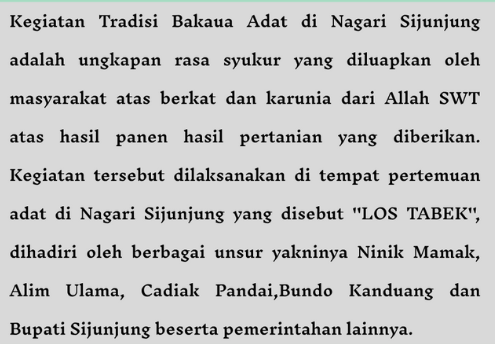 Kegiatan Tradisi Bakaua Adat di Nagari Sijunjung
adalah ungkapan rasa syukur yang diluapkan oleh
masyarakat atas berkat dan karunia dari Allah SWT
atas hasil panen hasil pertanian yang diberikan.
Kegiatan tersebut dilaksanakan di tempat pertemuan
adat di Nagari Sijunjung yang disebut "LOS TABEK",
dihadiri oleh berbagai unsur yakninya Ninik Mamak,
Alim Ulama, Cadiak Pandai,Bundo Kanduang dan
Bupati Sijunjung beserta pemerintahan lainnya.